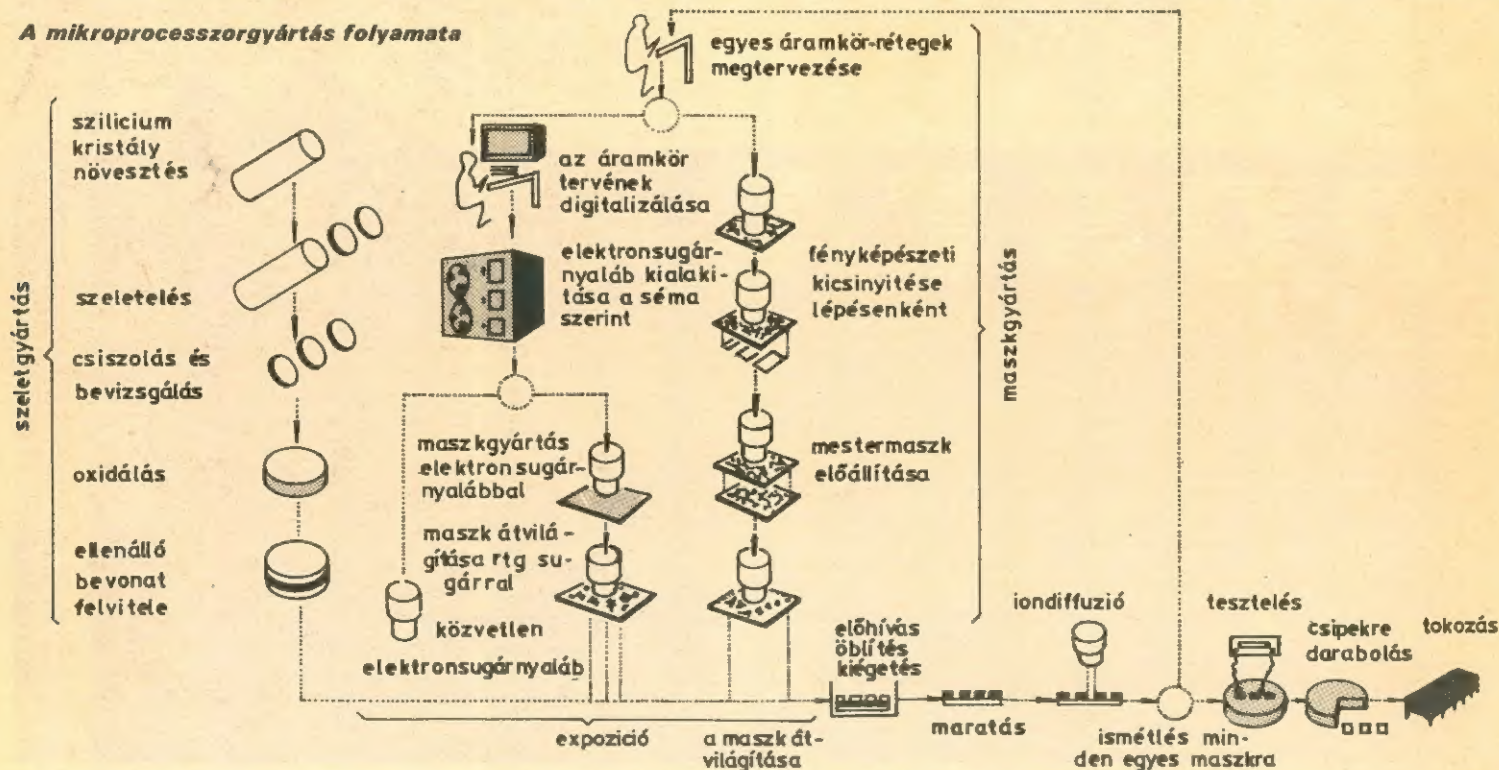 A mikroprocesszorgyártás folyamata
szeletgyártás
szilicium
kristály
növesztés
szeletelés
csiszolás és
bevizsgálás
oxidálás
ellenálló
bevonat
felvitele
egyes áramkör-rétegek
megtervezése
az áramkör
tervének
digitalizálása
elektronsugár-
nyaláb kialaki-
tása a séma
szerint
maszkgyártás
elektronsugár-
nyalábbal
maszk átvilá-
gítása rtg su-
gárral
közvetlen
elektronsugárnyaláb
fényképészeti
kicsinyitése
lépésenként
mestermaszk
előállítása
maszkgyártás
expozició
a maszk át-
világítása
előhívás
öblítés
kiégetés
maratás
iondiffuzió
ismétlés min-
den egyes maszkra
tesztelés
csipekre
darabolás
tokozás